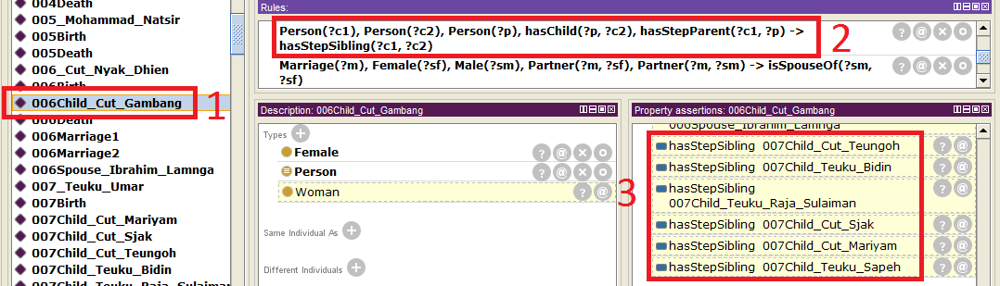 004Death
005_Mohammad_Natsir
005Birth
005Death
006_Cut_Nyak_Dhien
006Birth
006Child_Cut_Gambang
1
006Death
006Marriage1
006Marriage2
006Spouse_Ibrahim_Lamnga
007_Teuku_Umar
007Birth
007Child_Cut_Mariyam
007Child_Cut_Sjak
007Child_Cut_Teungoh
007Child_Teuku_Bidin
007Child_Teuku_Raja_Sulaiman
Rules:
Person(?c1), Person(?c2), Person(?p), hasChild(?p, ?c2), hasStepParent(?c1, ?p) ->
hasStepSibling(?c1, ?c2)
? @ X O
2
Marriage(?m), Female(?sf), Male(?sm), Partner(?m, ?sf), Partner(?m, ?sm) -> isSpouseOf(?sm,
?sf)
? @ X O
Description: 006Child_Cut_Gambang
Types +
Female ? @ X O
Person ? @ X O
Woman ? @
Same Individual As +
Different Individuals +
Property assertions: 006Child_Cut_Gambang
006Spouse_Ibrahim_Lamnga
3
hasStepSibling 007Child_Cut_Teungoh ? @
hasStepSibling 007Child_Teuku_Bidin ? @
hasStepSibling ? @
007Child_Teuku_Raja_Sulaiman
hasStepSibling 007Child_Cut_Sjak ? @
hasStepSibling 007Child_Cut_Mariyam ? @
hasStepSibling 007Child_Teuku_Sapeh ? @